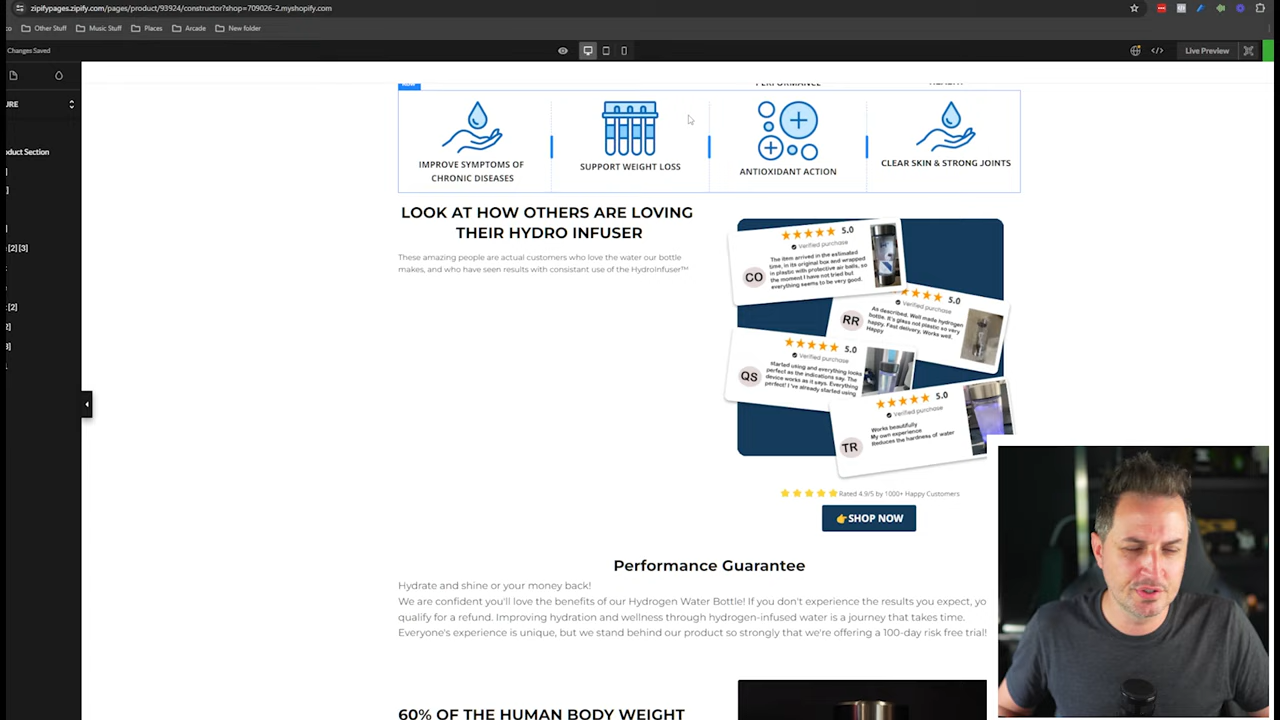 zipifypages.zipify.com/pages/product/93924/constructor?shop=709026-2.myshopify.com
Other Stuff
Music Stuff
Places
Arcade
New folder
Changes Saved
Live Preview
URE
oduct Section
[2] [3]
[2]
PERFORMANCE
IMPROVE SYMPTOMS OF
CHRONIC DISEASES
SUPPORT WEIGHT LOSS
ANTIOXIDANT ACTION
CLEAR SKIN & STRONG JOINTS
LOOK AT HOW OTHERS ARE LOVING
THEIR HYDRO INFUSER
These amazing people are actual customers who love the water our bottle
makes, and who have seen results with consistant use of the HydroInfuser™
5.0
Verified purchase
CO
The item arrived in the estimated
time, in its original box and wrapped
in plastic with protective air balls, so
the moment I have not tried but
everything seems to be very good.
5.0
Verified purchase
RR
As described. Well made hydrogen
bottle. It's glass not plastic so very
happy. Fast delivery, Works well.
Happy
5.0
Verified purchase
QS
started using and everything looks
perfect as the indications say. The
device works as it says. Everything
perfect! I 've already started using
5.0
Verified purchase
TR
Works beautifully
My own experience
Reduces the hardness of water
Rated 4.9/5 by 1000+ Happy Customers
👉SHOP NOW
Performance Guarantee
Hydrate and shine or your money back!
We are confident you'll love the benefits of our Hydrogen Water Bottle! If you don't experience the results you expect, yo
qualify for a refund. Improving hydration and wellness through hydrogen-infused water is a journey that takes time.
Everyone's experience is unique, but we stand behind our product so strongly that we're offering a 100-day risk free trial!
60% OF THE HUMAN BODY WEIGHT